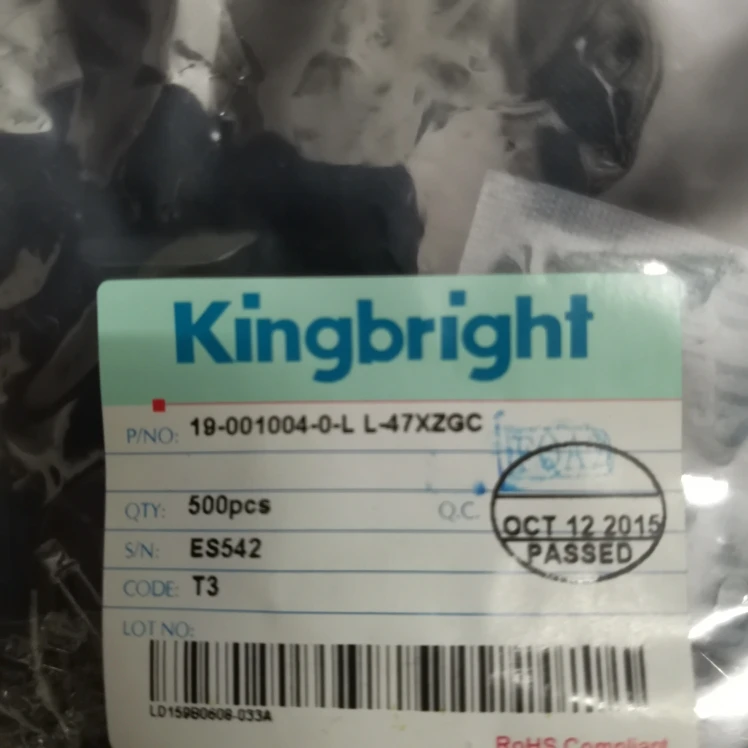 Kingbright
P/NO: 19-001004-0-L L-47XZGC
QTY: 500pcs
Q.C.
OCT 12 2015
PASSED
S/N: ES542
CODE: T3
LOT NO:
LD159B0608-033A
RoHS Compliant